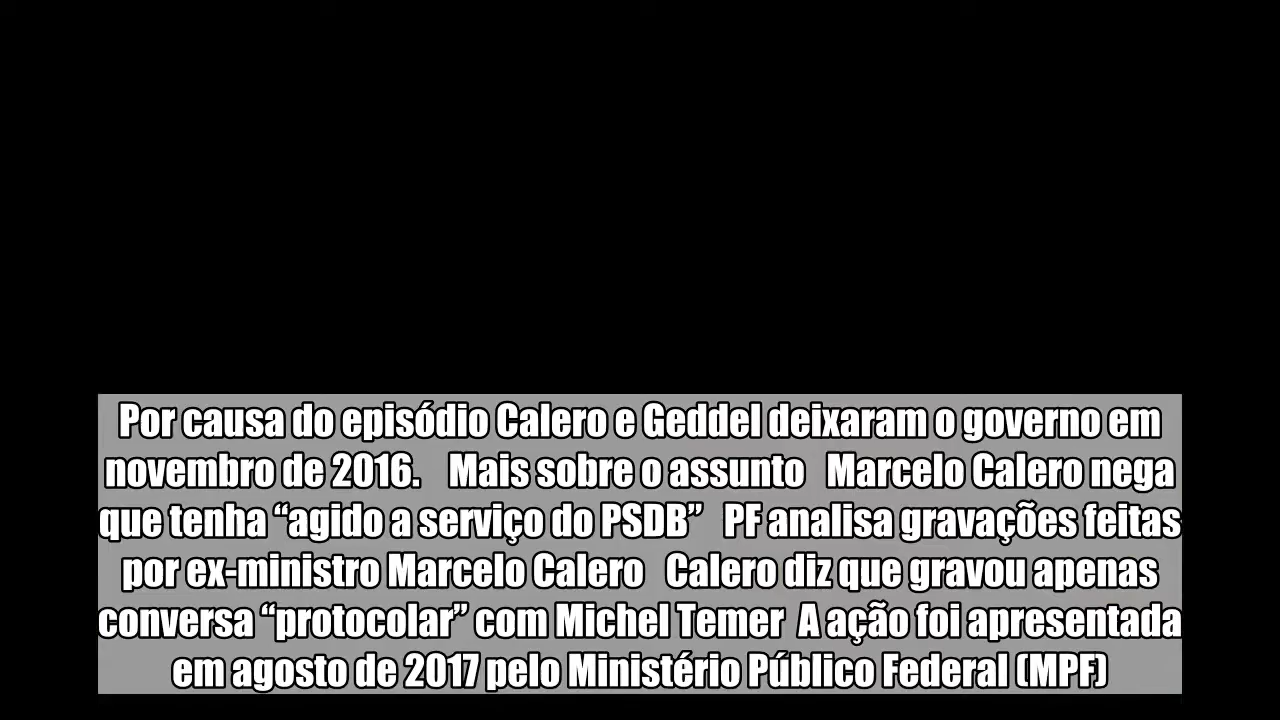 Por causa do episódio Calero e Geddel deixaram o governo em
novembro de 2016.    Mais sobre o assunto   Marcelo Calero nega
que tenha “agido a serviço do PSDB”   PF analisa gravações feitas
por ex-ministro Marcelo Calero   Calero diz que gravou apenas
conversa “protocolar” com Michel Temer  A ação foi apresentada
em agosto de 2017 pelo Ministério Público Federal (MPF)